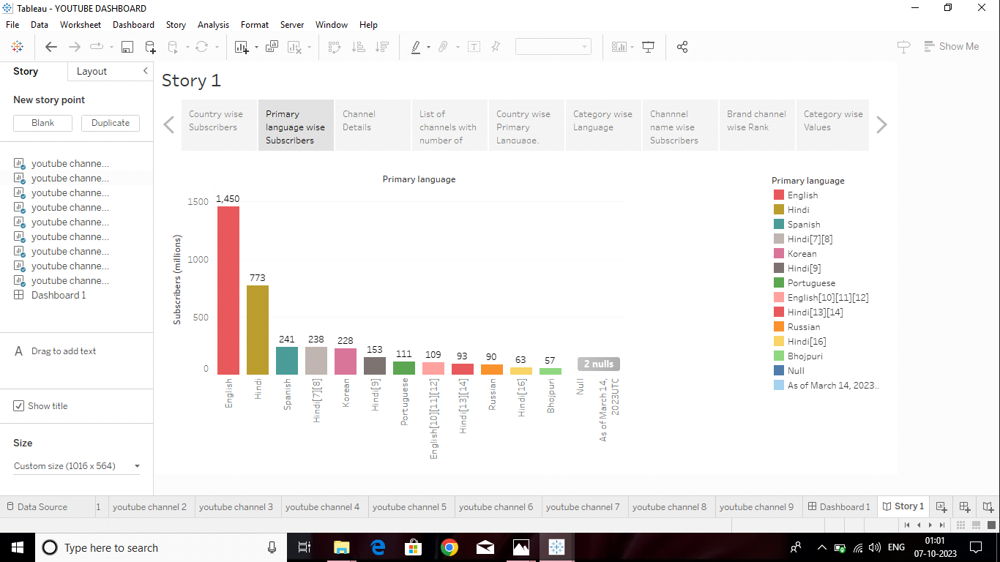 Tableau - YOUTUBE DASHBOARD
File Data Worksheet Dashboard Story Analysis Format Server Window Help
Show Me
Story Layout
New story point
Blank Duplicate
youtube channe...
youtube channe...
youtube channe...
youtube channe...
youtube channe...
youtube channe...
youtube channe...
youtube channe...
youtube channe...
Dashboard 1
A Drag to add text
Show title
Size
Custom size (1016 x 564)
Story 1
Country wise
Subscribers
Primary
language wise
Subscribers
Channel
Details
List of
channels with
number of
Country wise
Primary
Language.
Category wise
Language
Channnel
name wise
Subscribers
Brand channel
wise Rank
Category wise
Values
Primary language
Subscribers (millions)
1500
1000
500
0
1,450
773
241
238
228
153
111
109
93
90
63
57
2 nulls
English
Hindi
Spanish
Hindi[7][8]
Korean
Hindi[9]
Portuguese
English[10][11][12]
Hindi[13][14]
Russian
Hindi[16]
Bhojpuri
Null
As of March 14,
2023UTC
Primary language
English
Hindi
Spanish
Hindi[7][8]
Korean
Hindi[9]
Portuguese
English[10][11][12]
Hindi[13][14]
Russian
Hindi[16]
Bhojpuri
Null
As of March 14, 2023..
Data Source 1 youtube channel 2 youtube channel 3 youtube channel 4 youtube channel 5 youtube channel 6 youtube channel 7 youtube channel 8 youtube channel 9 Dashboard 1 Story 1
Type here to search
ENG
01:01
07-10-2023